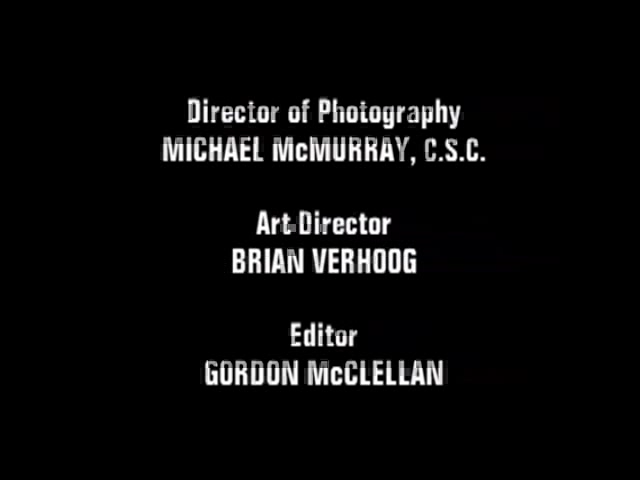 Director of Photography
MICHAEL McMURRAY, C.S.C.
Art Director
BRIAN VERHOOG
Editor
GORDON McCLELLAN